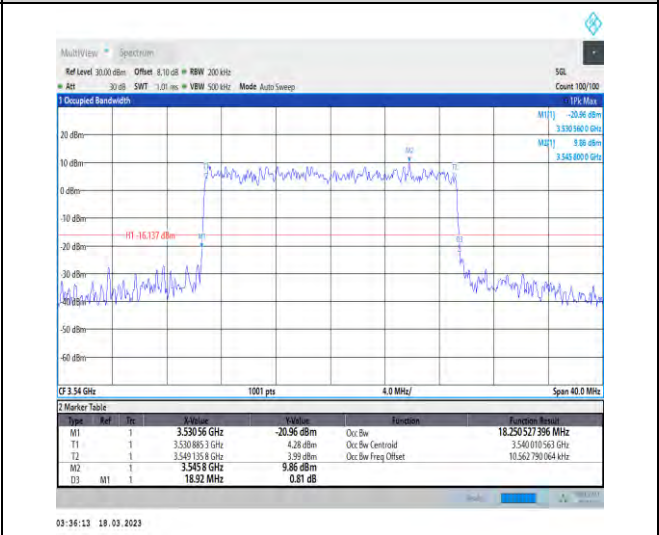 MultiView Spectrum
Ref Level 30.00 dBm Offset 8.10 dB RBW 200 kHz SGL
Att 30 dB SWT 1.01 ms VBW 500 kHz Mode Auto Sweep Count 100/100
1 Occupied Bandwidth 1Pk Max
M1[1] -20.96 dBm
3.530 560 0 GHz
M2[1] 9.86 dBm
3.545 800 0 GHz
20 dBm
M2
10 dBm
T1 T2
0 dBm
-10 dBm
H1 -16.137 dBm M1
D3
-20 dBm
-30 dBm
-40 dBm
-50 dBm
-60 dBm
CF 3.54 GHz 1001 pts 4.0 MHz/ Span 40.0 MHz
2 Marker Table
Type Ref Trc X-Value Y-Value Function Function Result
M1 1 3.530 56 GHz -20.96 dBm Occ Bw 18.250 527 396 MHz
T1 1 3.530 885 3 GHz 4.28 dBm Occ Bw Centroid 3.540 010 563 GHz
T2 1 3.549 135 8 GHz 3.99 dBm Occ Bw Freq Offset 10.562 790 064 kHz
M2 1 3.545 8 GHz 9.86 dBm
D3 M1 1 18.92 MHz 0.81 dB
03:36:13 18.03.2023